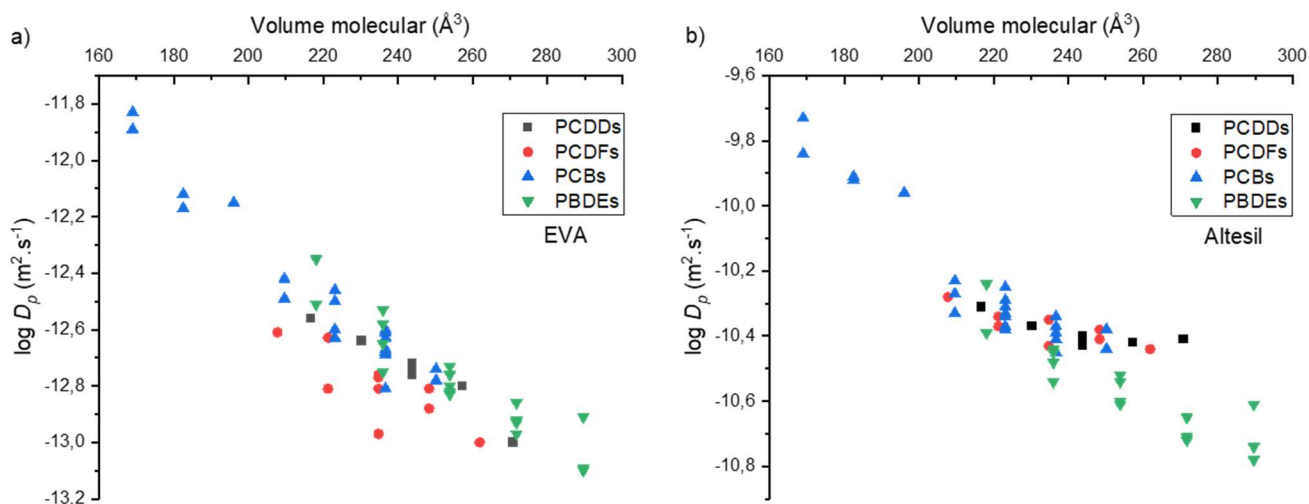 a)
Volume molecular (Å³)
160 180 200 220 240 260 280 300
-11,8
-12,0
-12,2
-12,4
-12,6
-12,8
-13,0
-13,2
log Dp (m².s⁻¹)
PCDDs
PCDFs
PCBs
PBDEs
EVA
b)
Volume molecular (Å³)
160 180 200 220 240 260 280 300
-9,6
-9,8
-10,0
-10,2
-10,4
-10,6
-10,8
log Dp (m².s⁻¹)
PCDDs
PCDFs
PCBs
PBDEs
Altesil